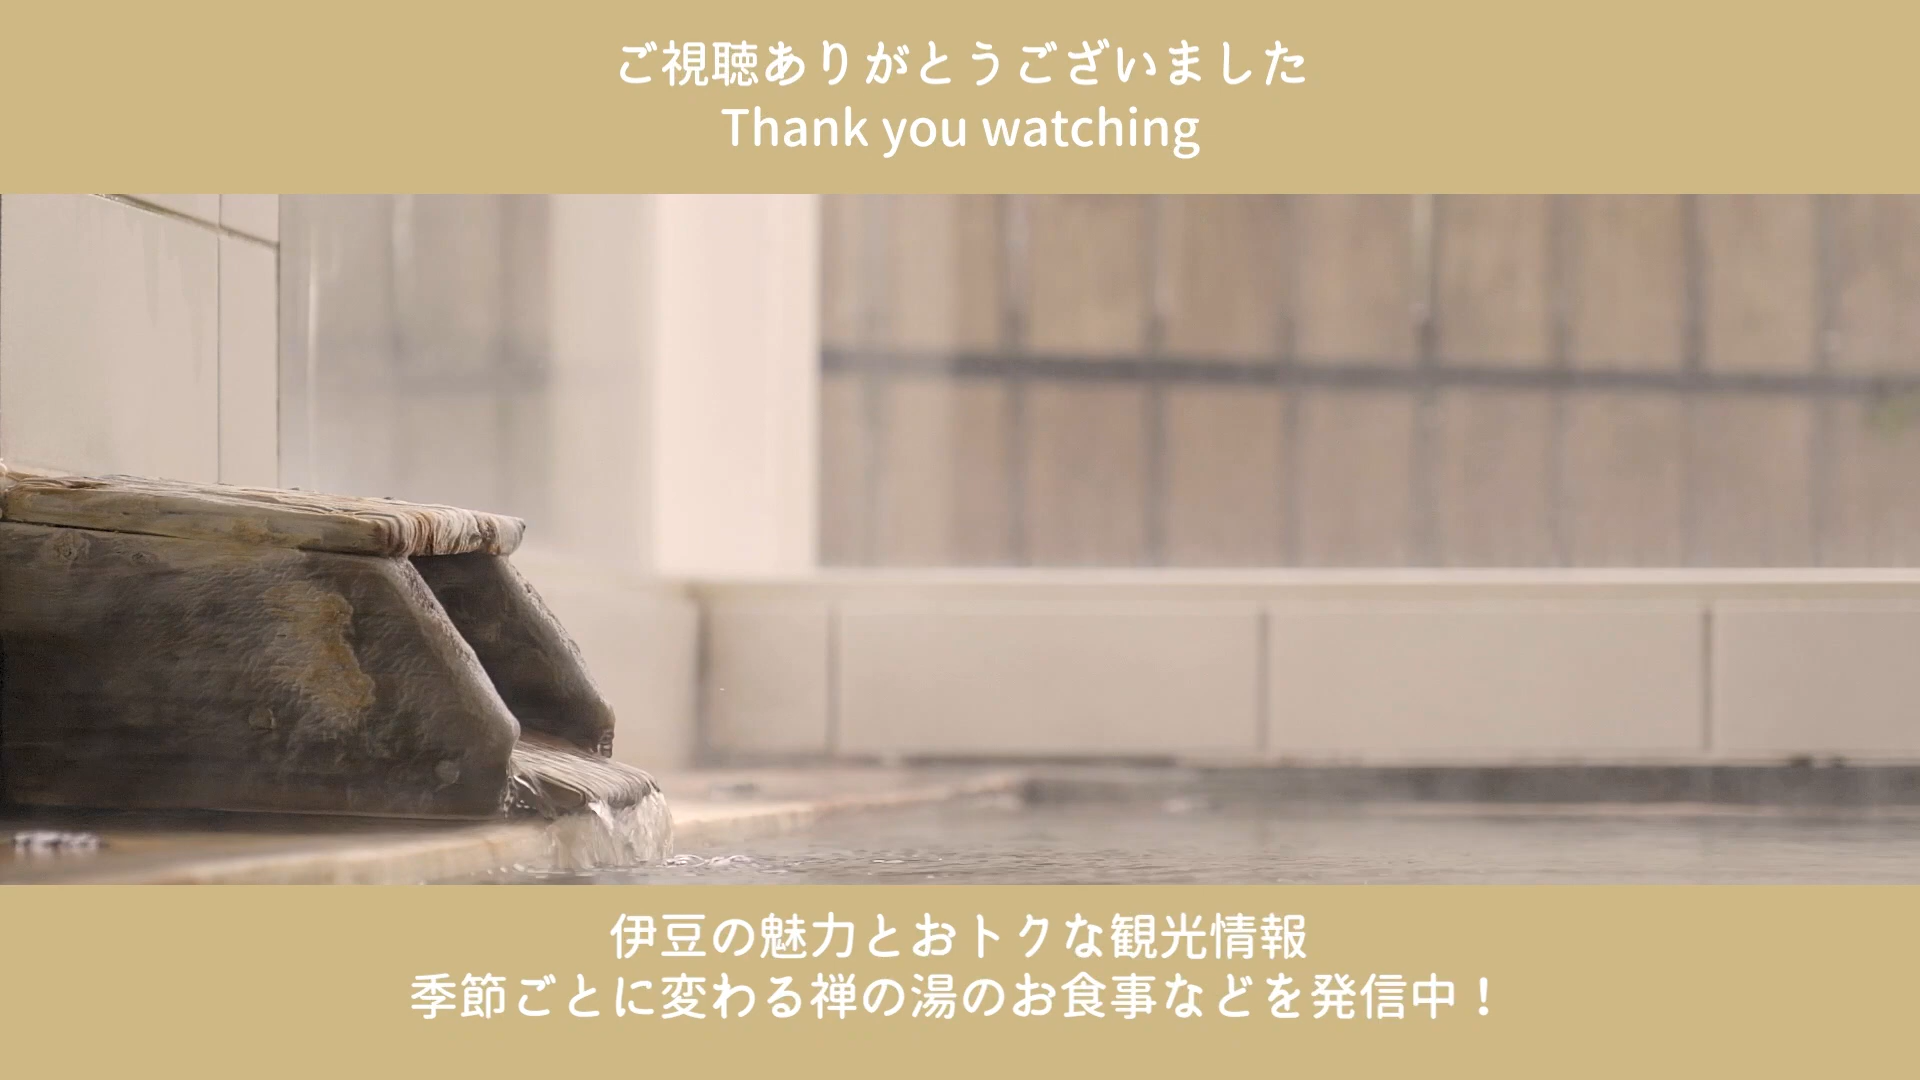 ご視聴ありがとうございました
Thank you watching
伊豆の魅力とおトクな観光情報
季節ごとに変わる禅の湯のお食事などを発信中！